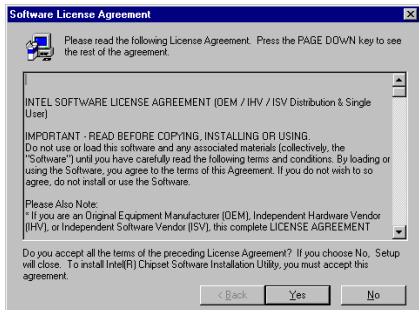 Software License Agreement
Please read the following License Agreement. Press the PAGE DOWN key to see
the rest of the agreement.
INTEL SOFTWARE LICENSE AGREEMENT (OEM / IHV / ISV Distribution & Single
User)
IMPORTANT - READ BEFORE COPYING, INSTALLING OR USING.
Do not use or load this software and any associated materials (collectively, the
"Software") until you have carefully read the following terms and conditions. By loading or
using the Software, you agree to the terms of this Agreement. If you do not wish to so
agree, do not install or use the Software.
Please Also Note:
* If you are an Original Equipment Manufacturer (OEM), Independent Hardware Vendor
(IHV), or Independent Software Vendor (ISV), this complete LICENSE AGREEMENT
Do you accept all the terms of the preceding License Agreement? If you choose No, Setup
will close. To install Intel(R) Chipset Software Installation Utility, you must accept this
agreement.
< Back
Yes
No